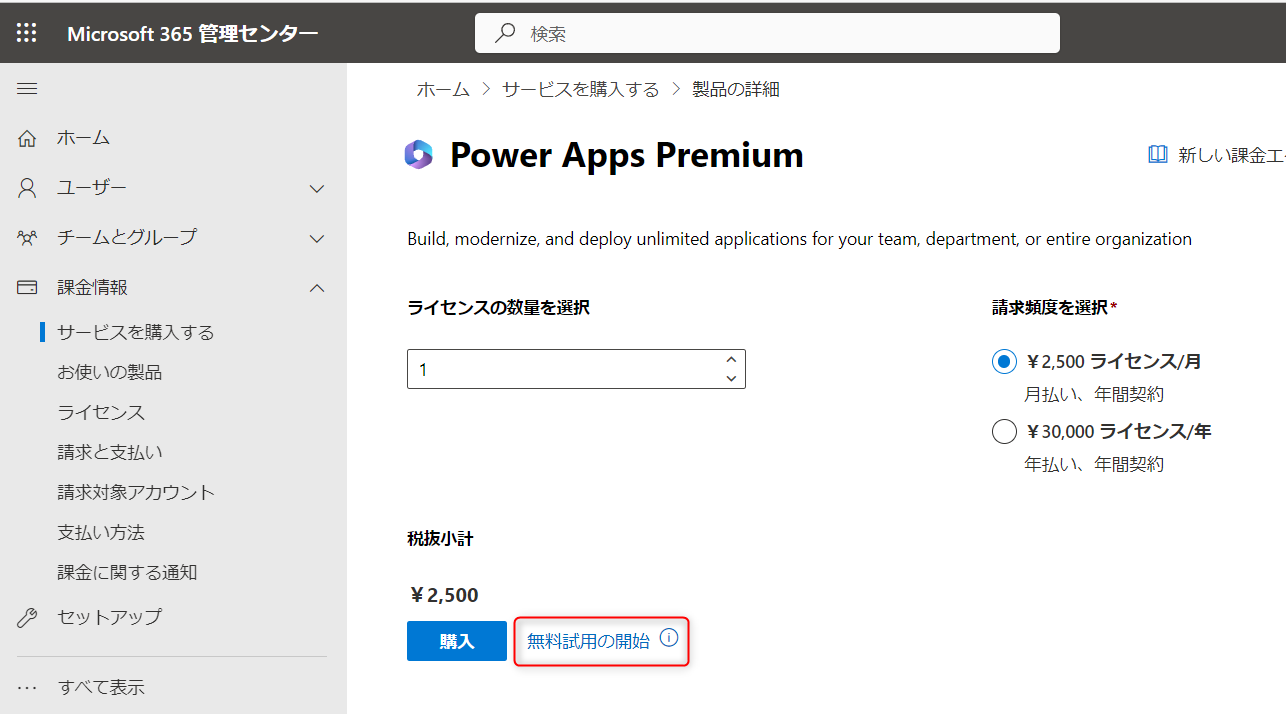 Microsoft 365 管理センター
検索
ホーム
ユーザー
チームとグループ
課金情報
サービスを購入する
お使いの製品
ライセンス
請求と支払い
請求対象アカウント
支払い方法
課金に関する通知
セットアップ
すべて表示
ホーム > サービスを購入する > 製品の詳細
Power Apps Premium
新しい課金エ
Build, modernize, and deploy unlimited applications for your team, department, or entire organization
ライセンスの数量を選択
1
請求頻度を選択*
￥2,500 ライセンス/月
月払い、年間契約
￥30,000 ライセンス/年
年払い、年間契約
税抜小計
￥2,500
購入
無料試用の開始